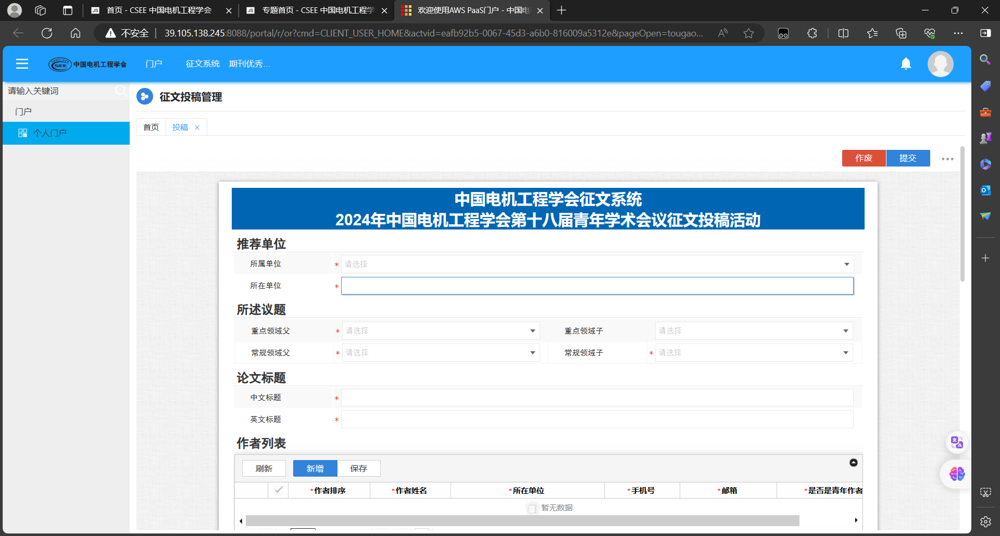 首页 - CSEE 中国电机工程学会
专题首页 - CSEE 中国电机工程学
欢迎使用AWS PaaS门户 - 中国电
不安全
39.105.138.245:8088/portal/r/or?cmd=CLIENT_USER_HOME&actvid=eafb92b5-0067-45d3-a6b0-816009a5312e&pageOpen=tougao...
CSEE 中国电机工程学会
门户
征文系统
期刊优秀...
请输入关键词
门户
个人门户
征文投稿管理
首页
投稿
作废
提交
中国电机工程学会征文系统
2024年中国电机工程学会第十八届青年学术会议征文投稿活动
推荐单位
所属单位 * 请选择
所在单位 *
所述议题
重点领域父 * 请选择 重点领域子 请选择
常规领域父 * 请选择 常规领域子 * 请选择
论文标题
中文标题 *
英文标题 *
作者列表
刷新 新增 保存
*作者排序 *作者姓名 *所在单位 *手机号 *邮箱 *是否是青年作者
暂无数据